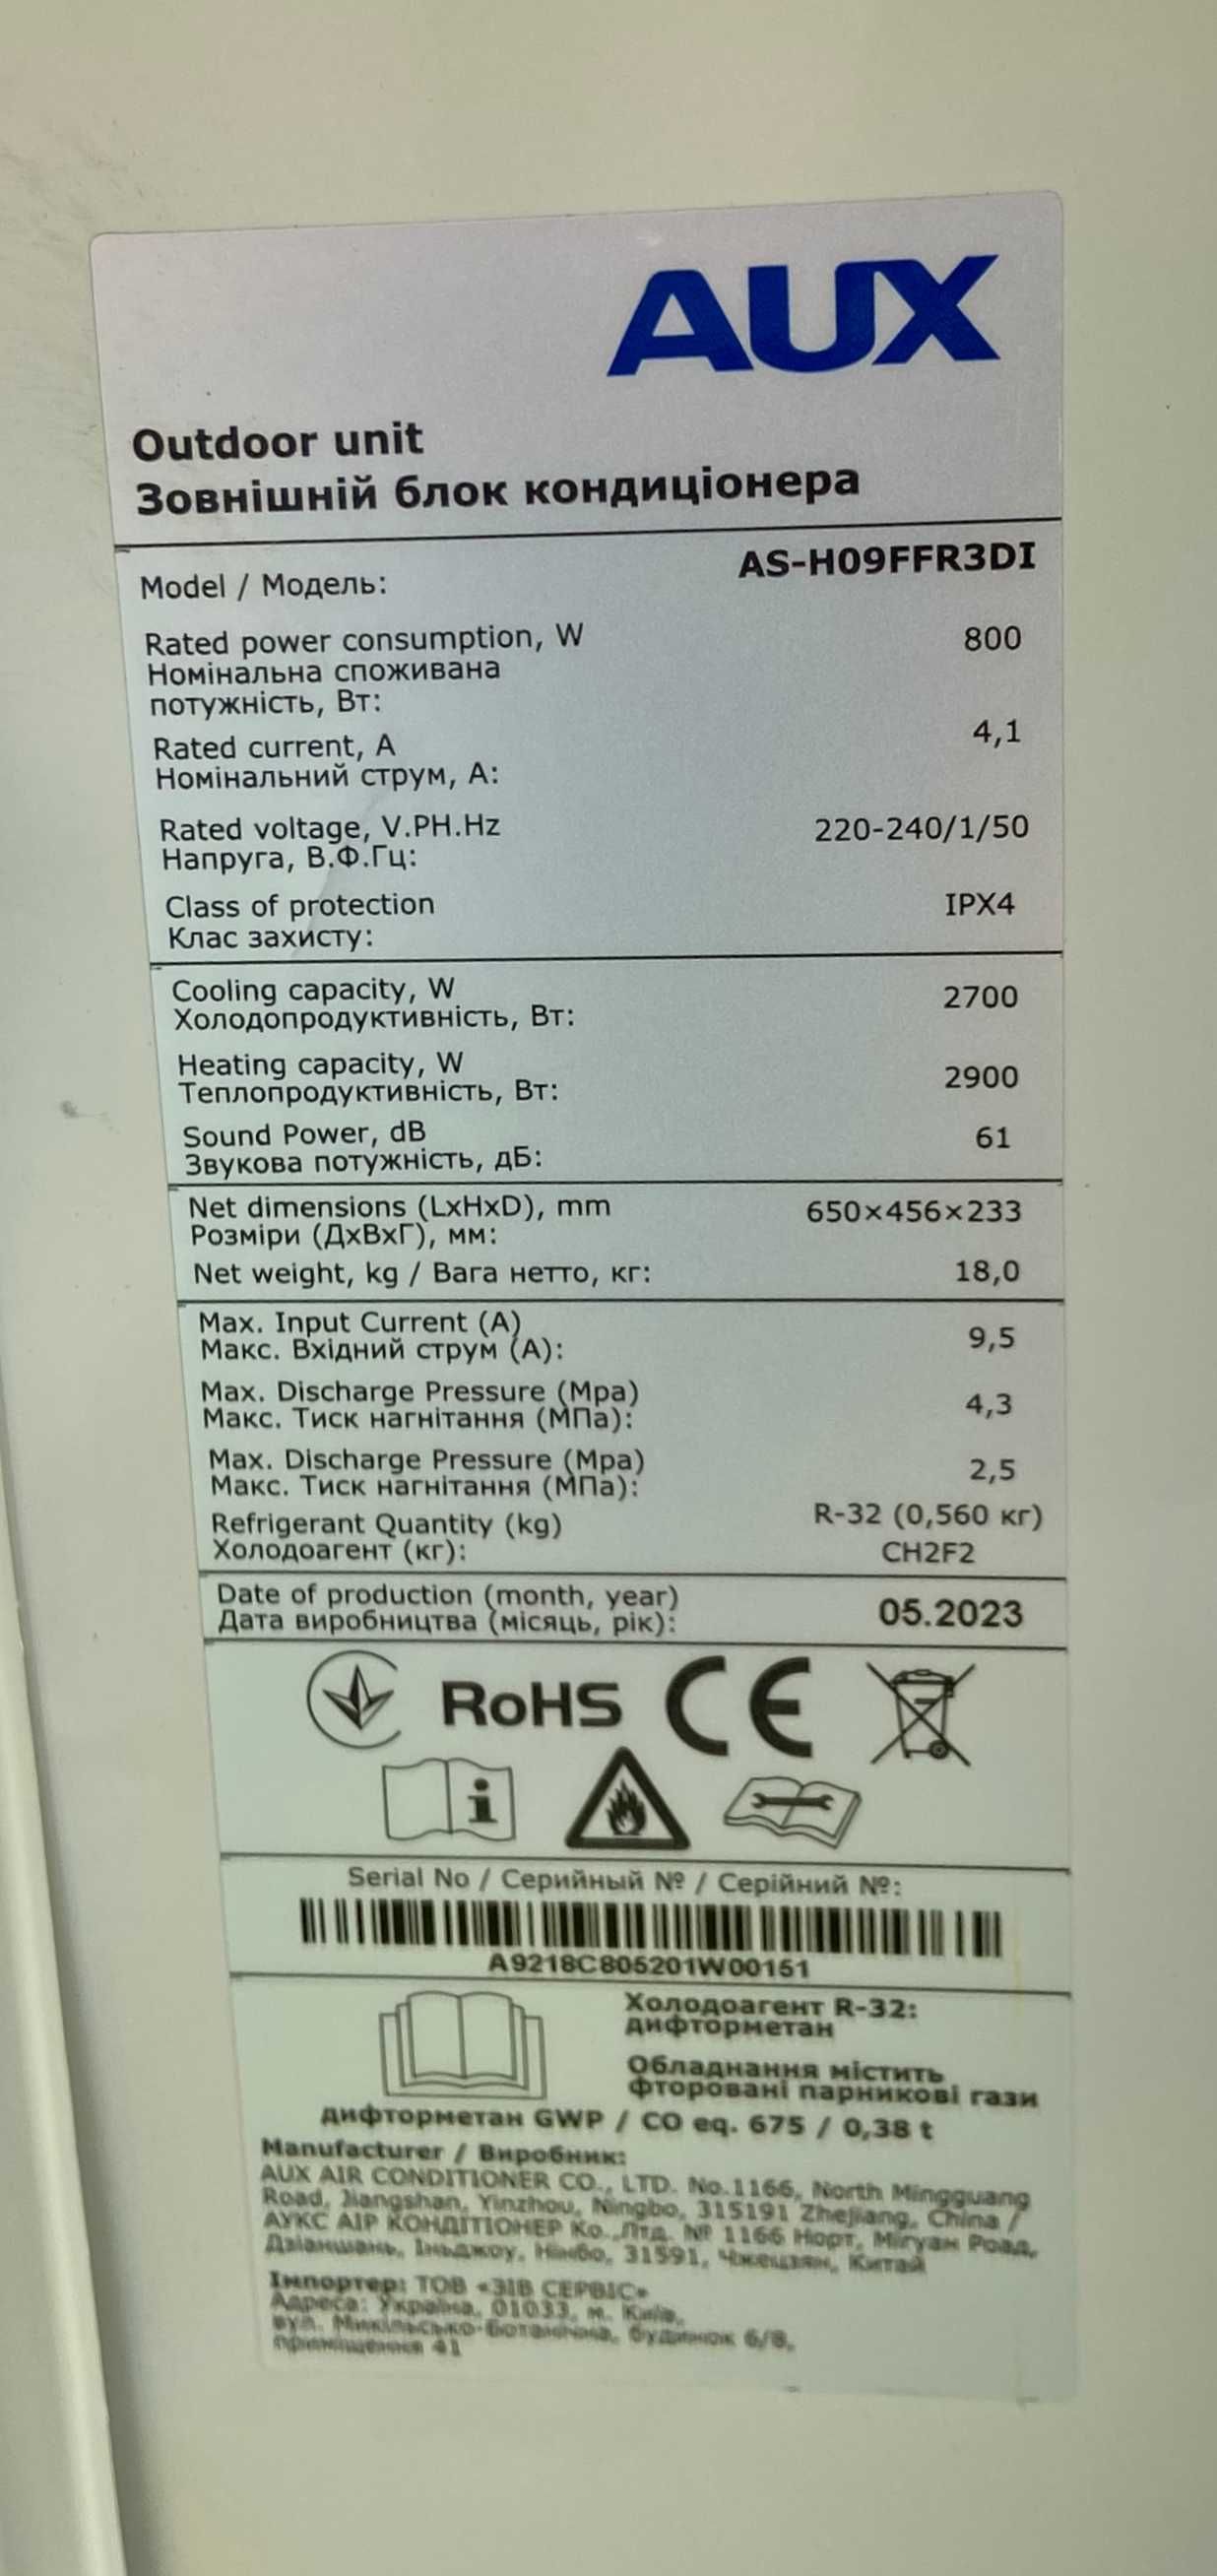 AUX
Outdoor unit
Зовнішній блок кондиціонера
Model / Модель: AS-H09FFR3DI
Rated power consumption, W 800
Номінальна споживана
потужність, Вт:
Rated current, A 4,1
Номінальний струм, А:
Rated voltage, V.PH.Hz 220-240/1/50
Напруга, В.Ф.Гц:
Class of protection IPX4
Клас захисту:
Cooling capacity, W 2700
Холодопродуктивність, Вт:
Heating capacity, W 2900
Теплопродуктивність, Вт:
Sound Power, dB 61
Звукова потужність, дБ:
Net dimensions (LxHxD), mm 650×456×233
Розміри (ДхВхГ), мм:
Net weight, kg / Вага нетто, кг: 18,0
Max. Input Current (A) 9,5
Макс. Вхідний струм (А):
Max. Discharge Pressure (Mpa) 4,3
Макс. Тиск нагнітання (МПа):
Max. Discharge Pressure (Mpa) 2,5
Макс. Тиск нагнітання (МПа):
Refrigerant Quantity (kg) R-32 (0,560 кг)
Холодоагент (кг): CH2F2
Date of production (month, year) 05.2023
Дата виробництва (місяць, рік):
RoHS CE
i
Serial No / Серийный № / Серійний №:
A9218C805201W00151
Холодоагент R-32:
дифторметан
Обладнання містить
фторовані парникові гази
дифторметан GWP / CO eq. 675 / 0,38 t
Manufacturer / Виробник:
AUX AIR CONDITIONER CO., LTD. No.1166, North Mingguang
Road, Jiangshan, Yinzhou, Ningbo, 315191 Zhejiang, China /
АУКС АІР КОНДІТІОНЕР Ко.,Лтд. № 1166 Норт, Мігуан Роад,
Дзіаншань, Іньджоу, Нінбо, 31591, Чжецзян, Китай
Імпортер: ТОВ «ЗІВ СЕРВІС»
Адреса: Україна, 01033, м. Київ,
вул. Микільсько-Ботанічна, будинок 6/8,
приміщення 41